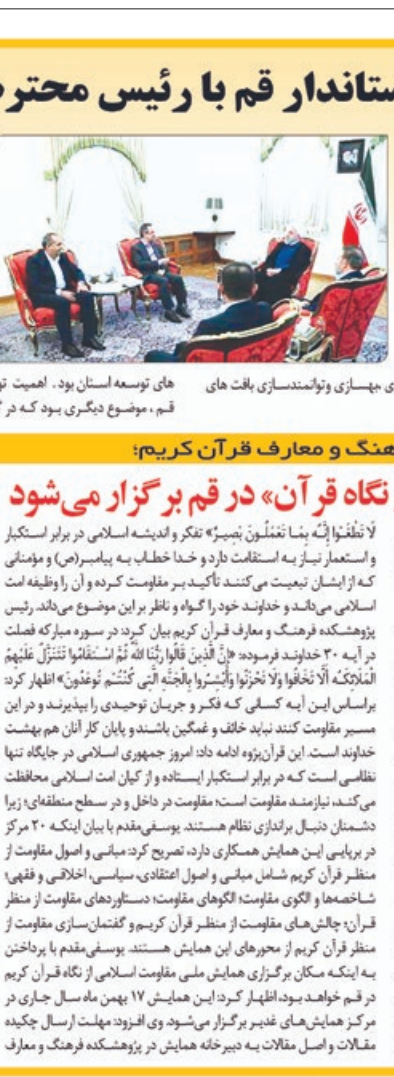 ستاندار قم با رئیس محتر
ی بهسازی وتوانمندسازی بافت های
های توسعه استان بود. اهمیت
قم ، موضوع دیگری بود که در
هنگ و معارف قرآن کریم؛
نگاه قرآن» در قم برگزار می‌شود
لَا تَطْغَوْا إِنَّهُ بِمَا تَعْمَلُونَ بَصِیرٌ» تفکر و اندیشه اسلامی در برابر استکبار
و استعمار نیاز به استقامت دارد و خدا خطاب به پیامبر(ص) و مؤمنانی
که از ایشان تبعیت می‌کنند تأکید بر مقاومت کرده و آن را وظیفه امت
اسلامی می‌داند و خداوند خود را گواه و ناظر بر این موضوع می‌داند. رئیس
پژوهشکده فرهنگ و معارف قرآن کریم بیان کرد: در سوره مبارکه فصلت
در آیه ۳۰ خداوند فرموده: «إِنَّ الَّذِینَ قَالُوا رَبُّنَا اللَّهُ ثُمَّ اسْتَقَامُوا تَتَنَزَّلُ عَلَیْهِمُ
الْمَلَائِکَةُ أَلَّا تَخَافُوا وَلَا تَحْزَنُوا وَأَبْشِرُوا بِالْجَنَّةِ الَّتِی کُنْتُمْ تُوعَدُونَ» اظهار کرد:
براساس این آیه کسانی که فکر و جریان توحیدی را بپذیرند و در این
مسیر مقاومت کنند نباید خائف و غمگین باشند و پایان کار آنان هم بهشت
خداوند است. این قرآن‌پژوه ادامه داد: امروز جمهوری اسلامی در جایگاه تنها
نظامی است که در برابر استکبار ایستاده و از کیان امت اسلامی محافظت
می‌کند، نیازمند مقاومت است؛ مقاومت در داخل و در سطح منطقه‌ای؛ زیرا
دشمنان دنبال براندازی نظام هستند. یوسفی‌مقدم با بیان اینکه ۲۰ مرکز
در برپایی این همایش همکاری دارد، تصریح کرد: مبانی و اصول مقاومت از
منظر قرآن کریم شامل مبانی و اصول اعتقادی، سیاسی، اخلاقی و فقهی؛
شاخصه‌ها و الگوی مقاومت؛ الگوهای مقاومت؛ دستاوردهای مقاومت از منظر
قرآن؛ چالش‌های مقاومت از منظر قرآن کریم و گفتمان‌سازی مقاومت از
منظر قرآن کریم از محورهای این همایش هستند. یوسفی‌مقدم با پرداختن
به اینکه مکان برگزاری همایش ملی مقاومت اسلامی از نگاه قرآن کریم
در قم خواهد بود، اظهار کرد: این همایش ۱۷ بهمن ماه سال جاری در
مرکز همایش‌های غدیر برگزار می‌شود. وی افزود: مهلت ارسال چکیده
مقالات و اصل مقالات به دبیرخانه همایش در پژوهشکده فرهنگ و معارف